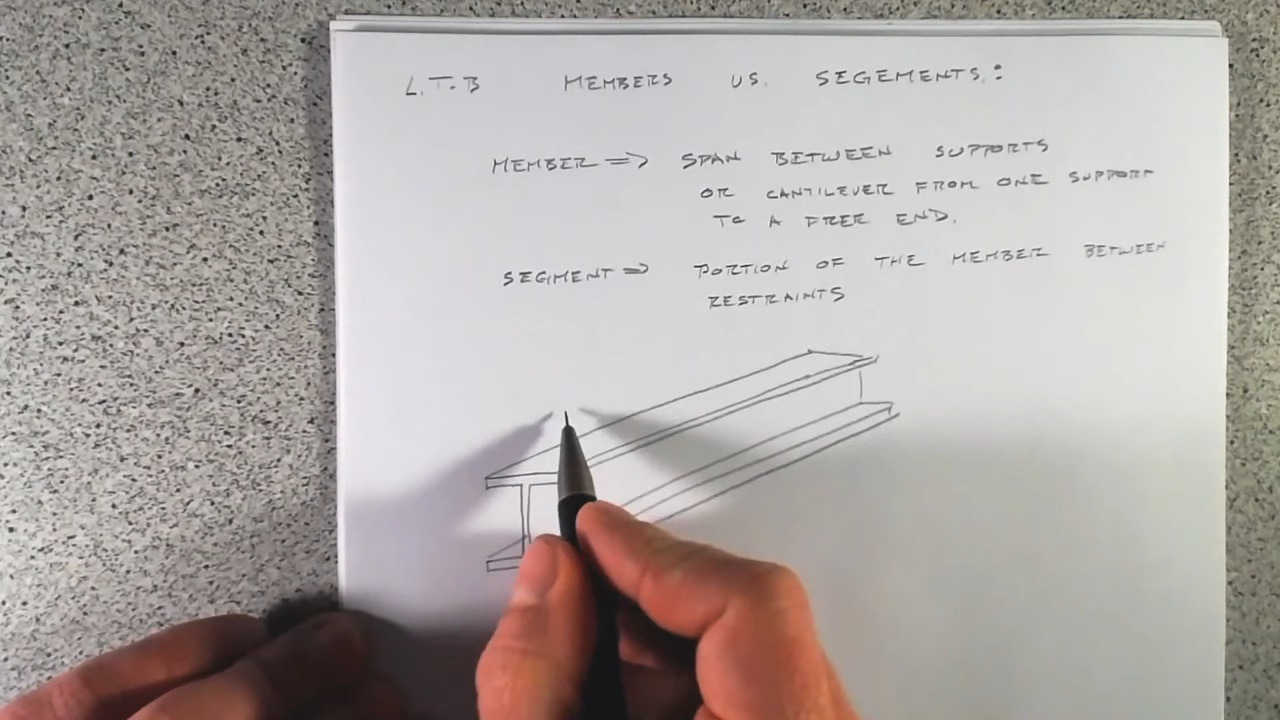 L.T.B MEMBERS VS. SEGEMENTS:
MEMBER => SPAN BETWEEN SUPPORTS
OR CANTILEVER FROM ONE SUPPORT
TO A FREE END.
SEGMENT => PORTION OF THE MEMBER BETWEEN
RESTRAINTS